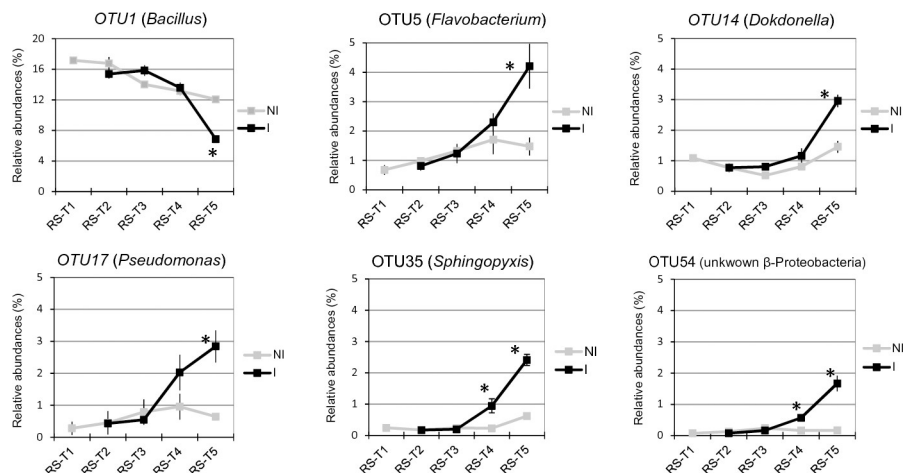 OTU1 (Bacillus)
Relative abundances (%)
20
16
12
8
4
0
RS-T1
RS-T2
RS-T3
RS-T4
RS-T5
*
NI
I
OTU5 (Flavobacterium)
Relative abundances (%)
5
4
3
2
1
0
RS-T1
RS-T2
RS-T3
RS-T4
RS-T5
*
NI
I
OTU14 (Dokdonella)
Relative abundances (%)
5
4
3
2
1
0
RS-T1
RS-T2
RS-T3
RS-T4
RS-T5
*
NI
I
OTU17 (Pseudomonas)
Relative abundances (%)
5
4
3
2
1
0
RS-T1
RS-T2
RS-T3
RS-T4
RS-T5
*
NI
I
OTU35 (Sphingopyxis)
Relative abundances (%)
5
4
3
2
1
0
RS-T1
RS-T2
RS-T3
RS-T4
RS-T5
*
*
NI
I
OTU54 (unkwown β-Proteobacteria)
Relative abundances (%)
5
4
3
2
1
0
RS-T1
RS-T2
RS-T3
RS-T4
RS-T5
*
*
NI
I